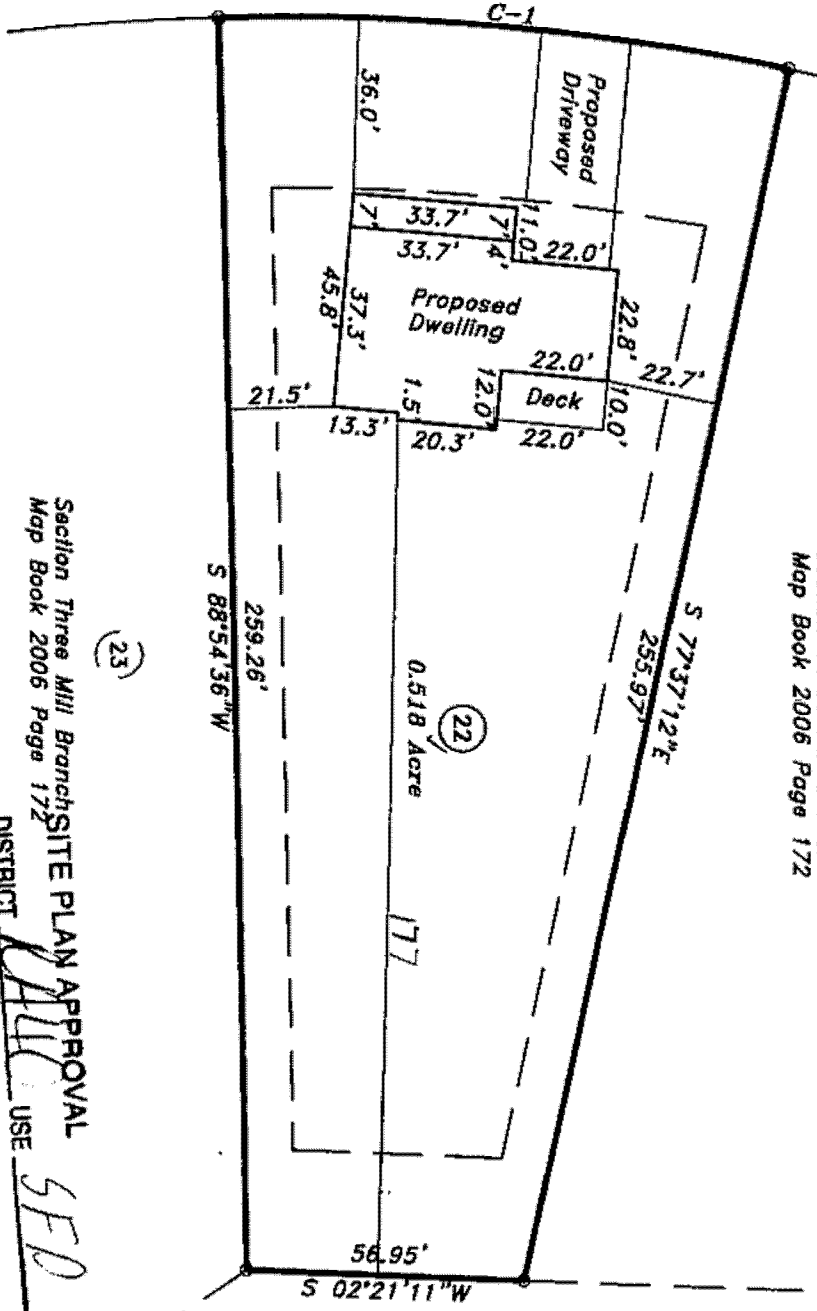 C-1
36.0'
Proposed
Driveway
7'
33.7'
33.7'
7'
4'
11.0'
22.0'
37.3'
45.8'
Proposed
Dwelling
22.8'
22.0'
22.7'
Deck
10.0'
12.0'
22.0'
21.5'
13.3'
1.5'
20.3'
Map Book 2006 Page 172
S 77°37'12"E
255.97'
S 88°54'36"W
259.26'
22
0.518 Acre
177
23
Section Three Mill Branch
Map Book 2006 Page 172
SITE PLAN APPROVAL
DISTRICT
USE SFD
56.95'
S 02°21'11"W